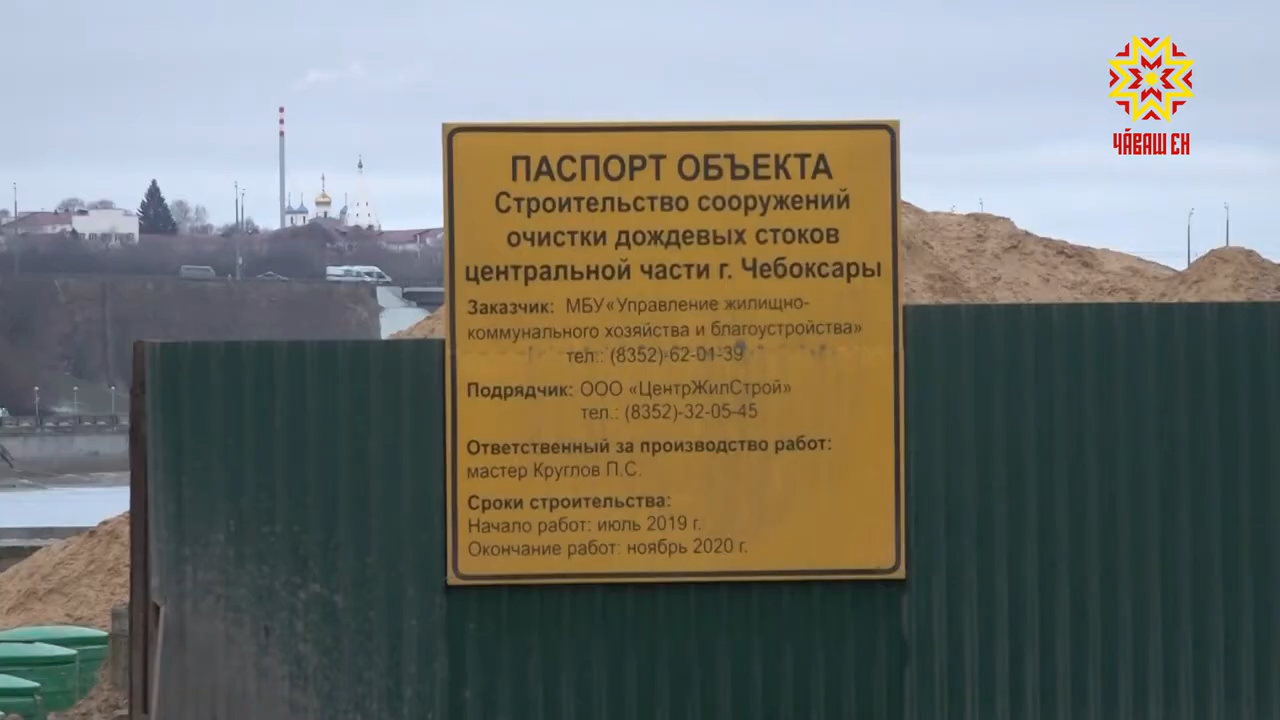 ЧӐВАШ ЕН
ПАСПОРТ ОБЪЕКТА
Строительство сооружений
очистки дождевых стоков
центральной части г. Чебоксары
Заказчик: МБУ«Управление жилищно-
коммунального хозяйства и благоустройства»
тел.: (8352)-62-01-39
Подрядчик: ООО «ЦентрЖилСтрой»
тел.: (8352)-32-05-45
Ответственный за производство работ:
мастер Круглов П.С.
Сроки строительства:
Начало работ: июль 2019 г.
Окончание работ: ноябрь 2020 г.